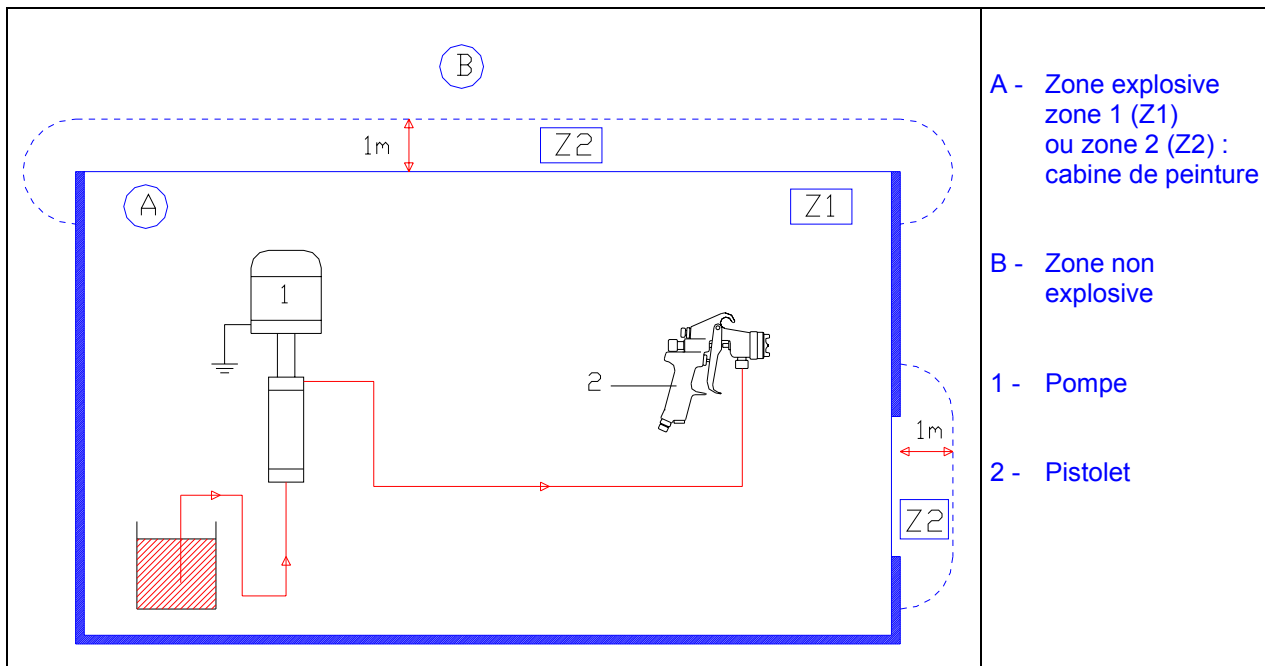 B
1m
Z2
A
Z1
1
2
1m
Z2
A - Zone explosive
zone 1 (Z1)
ou zone 2 (Z2) :
cabine de peinture
B - Zone non
explosive
1 - Pompe
2 - Pistolet